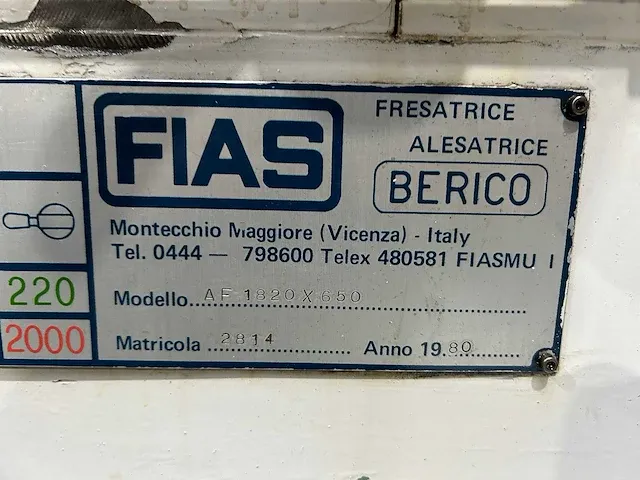 FIAS
FRESATRICE
ALESATRICE
BERICO
Montecchio Maggiore (Vicenza) - Italy
Tel. 0444 — 798600 Telex 480581 FIASMU I
220
Modello AF 1820 X 650
2000
Matricola 2814 Anno 19.80